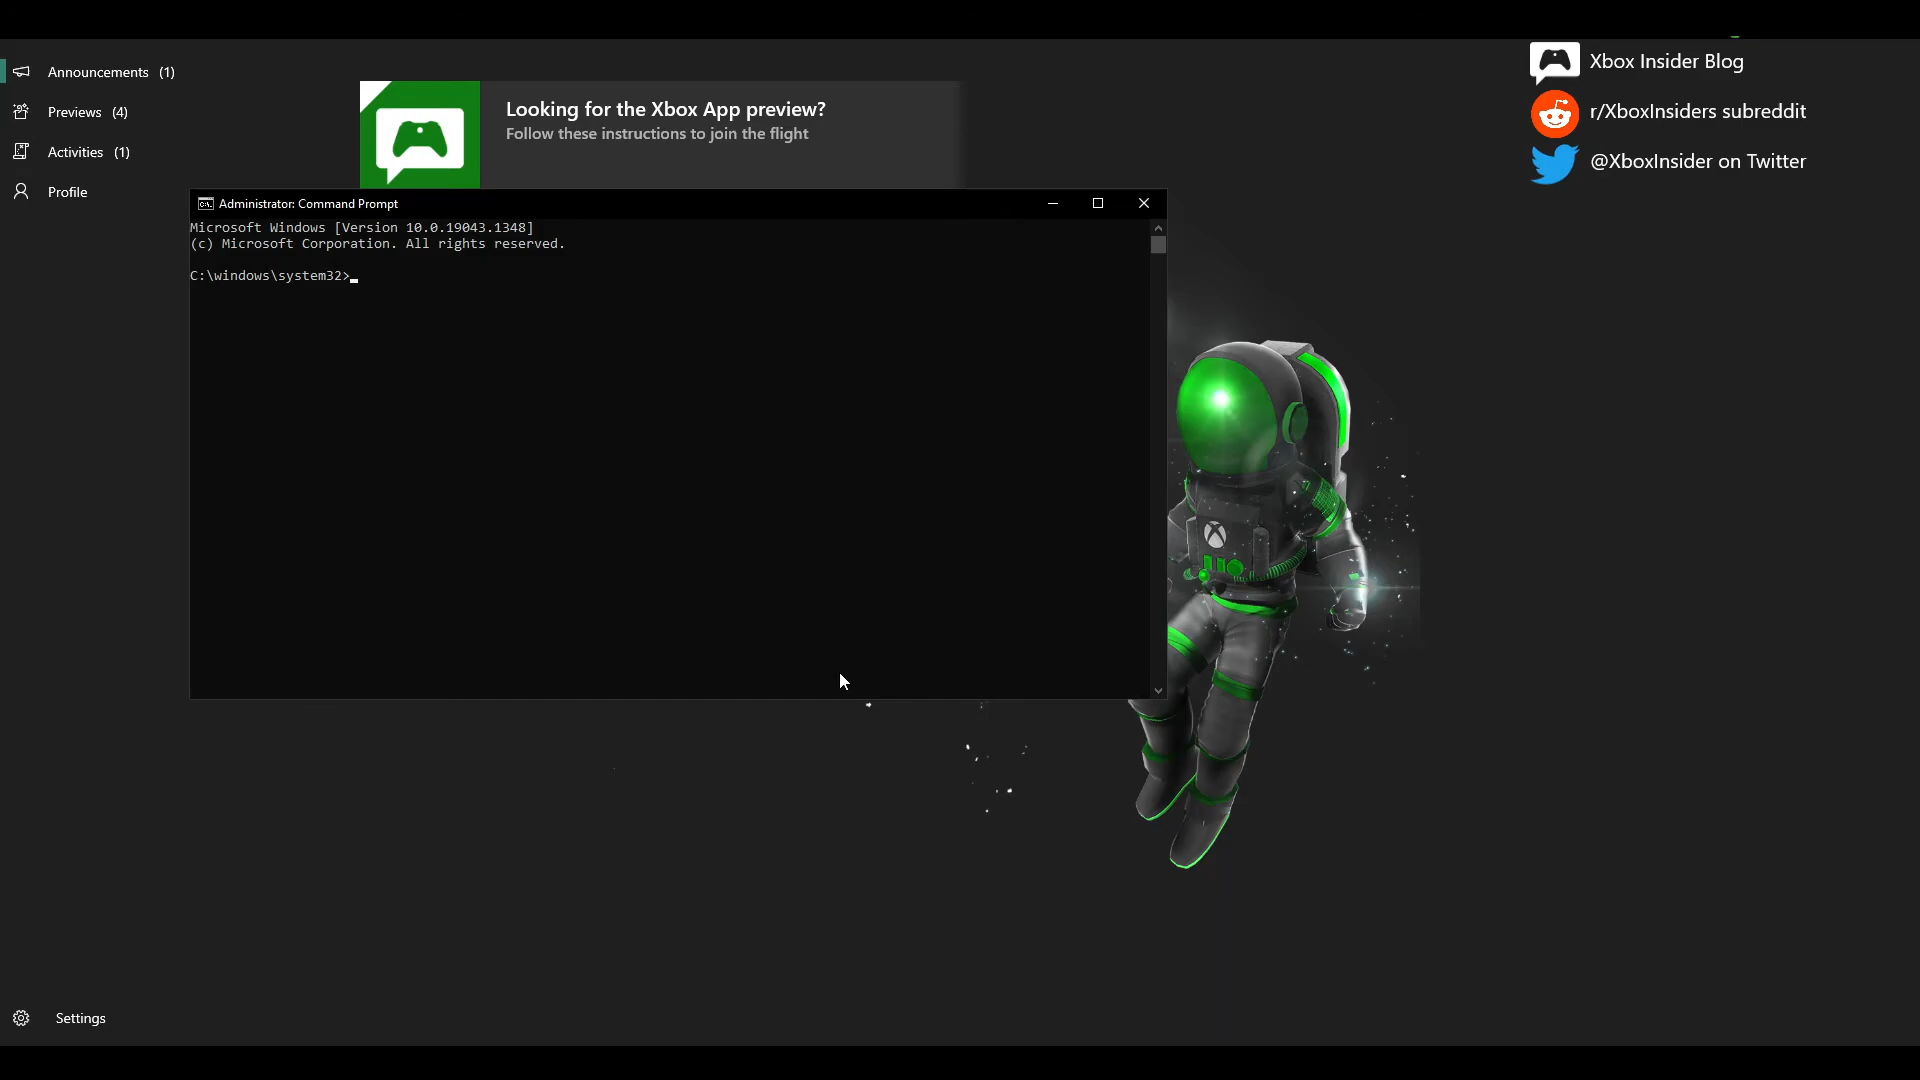 Announcements (1)
Previews (4)
Activities (1)
Profile
Looking for the Xbox App preview?
Follow these instructions to join the flight
Xbox Insider Blog
r/XboxInsiders subreddit
@XboxInsider on Twitter
Administrator: Command Prompt
Microsoft Windows [Version 10.0.19043.1348]
(c) Microsoft Corporation. All rights reserved.
C:\windows\system32>
Settings